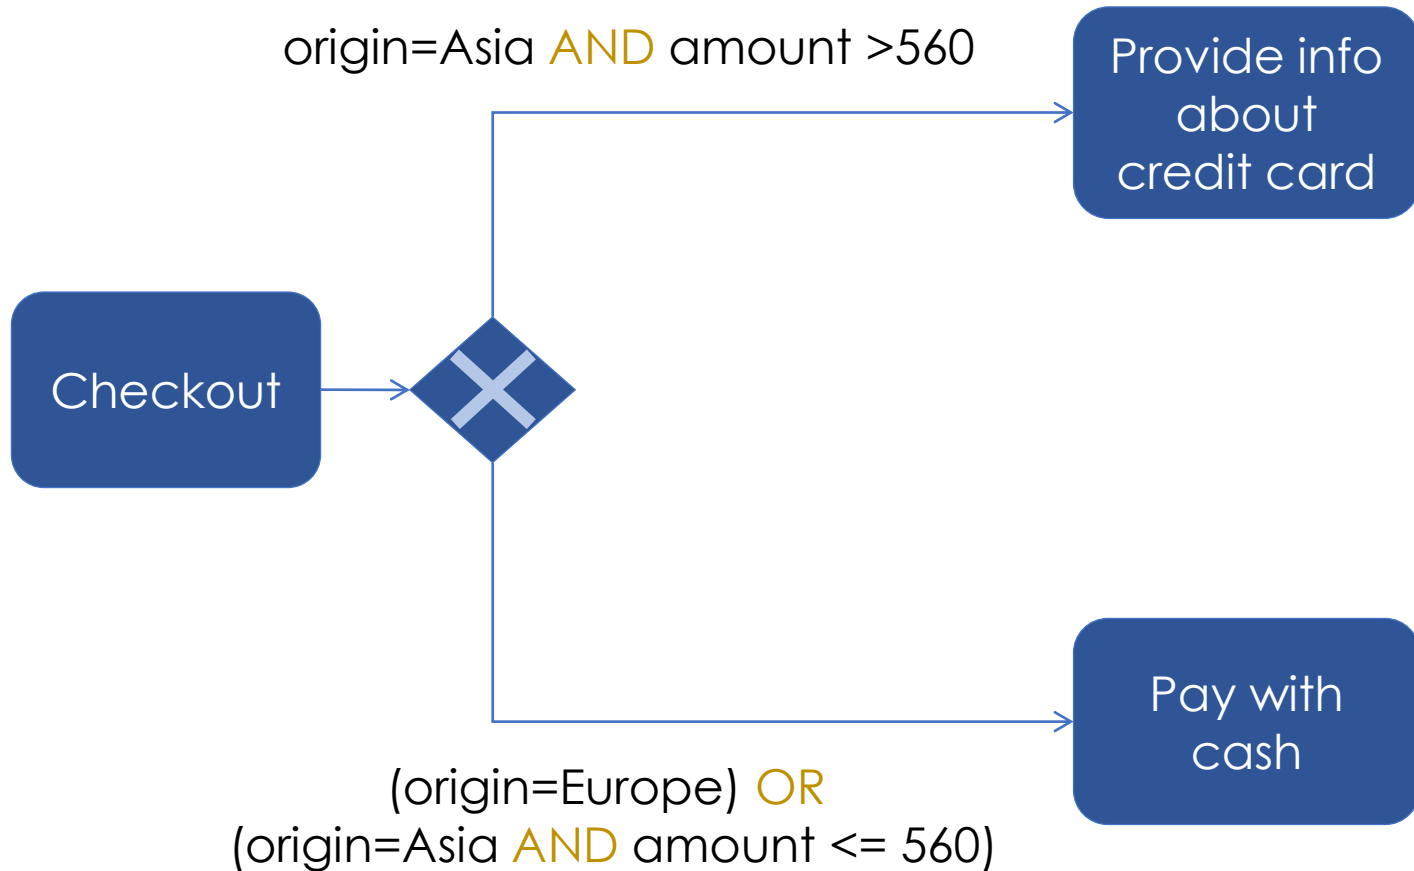 origin=Asia AND amount >560
Provide info
about
credit card
Checkout
Pay with
cash
(origin=Europe) OR
(origin=Asia AND amount <= 560)